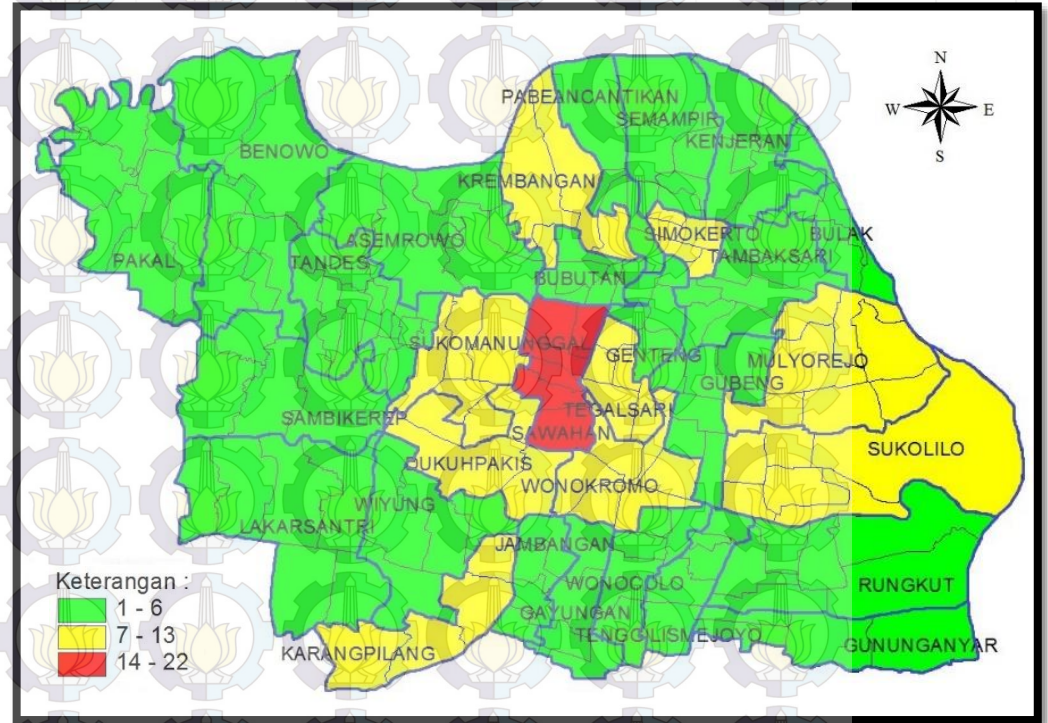 N
W E
S
PABEANCANTIKAN
SEMAMPIR
KENJERAN
BENOWO
KREMBANGAN
ASEMROWO
SIMOKERTO
BULAK
PAKAL
TANDES
TAMBAKSARI
BUBUTAN
SUKOMANUNGGAL
GENTENG
MULYOREJO
GUBENG
SAMBIKEREP
TEGALSARI
SAWAHAN
SUKOLILO
DUKUHPAKIS
WONOKROMO
WIYUNG
LAKARSANTRI
JAMBANGAN
Keterangan :
1 - 6
7 - 13
14 - 22
WONOCOLO
RUNGKUT
GAYUNGAN
TENGGILISMEJOYO
GUNUNGANYAR
KARANGPILANG